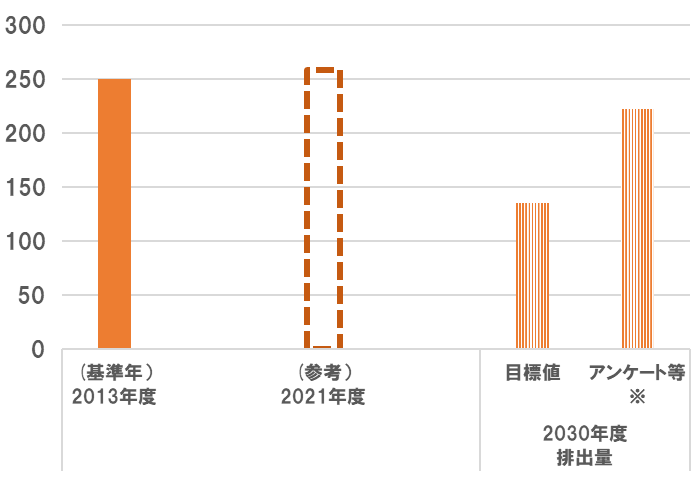 300
250
200
150
100
50
0
（基準年）
2013年度
（参考）
2021年度
目標値
アンケート等
※
2030年度
排出量